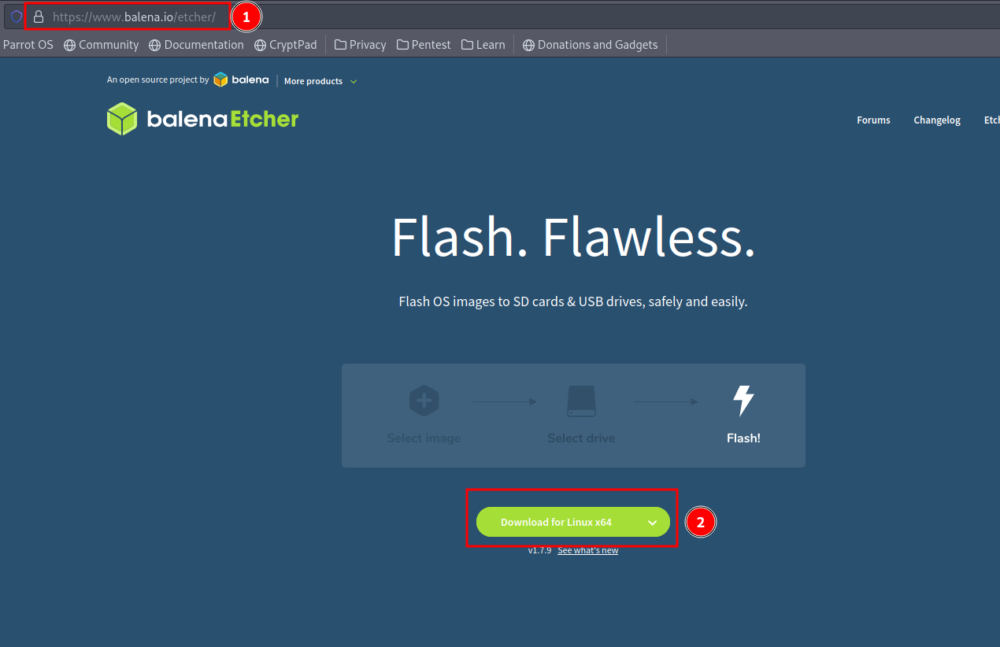 https://www.balena.io/etcher/ 1
Parrot OS Community Documentation CryptPad Privacy Pentest Learn Donations and Gadgets
An open source project by balena More products
balenaEtcher
Forums Changelog Etch
Flash. Flawless.
Flash OS images to SD cards & USB drives, safely and easily.
Select image Select drive Flash!
Download for Linux x64 2
v1.7.9 See what's new